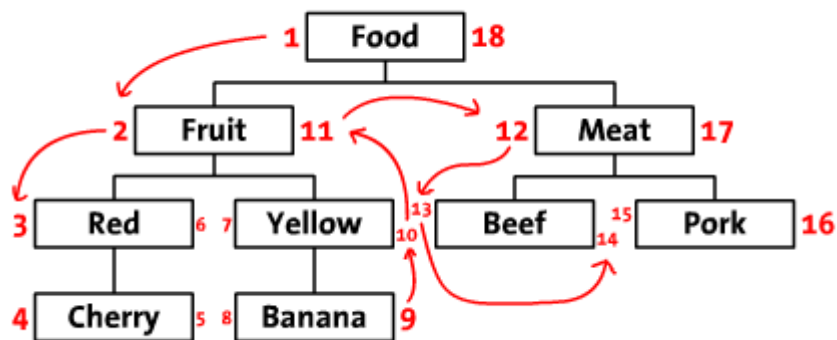 1 Food 18
2 Fruit 11 12 Meat 17
3 Red 6 7 Yellow 10 13 Beef 14 15 Pork 16
4 Cherry 5 8 Banana 9